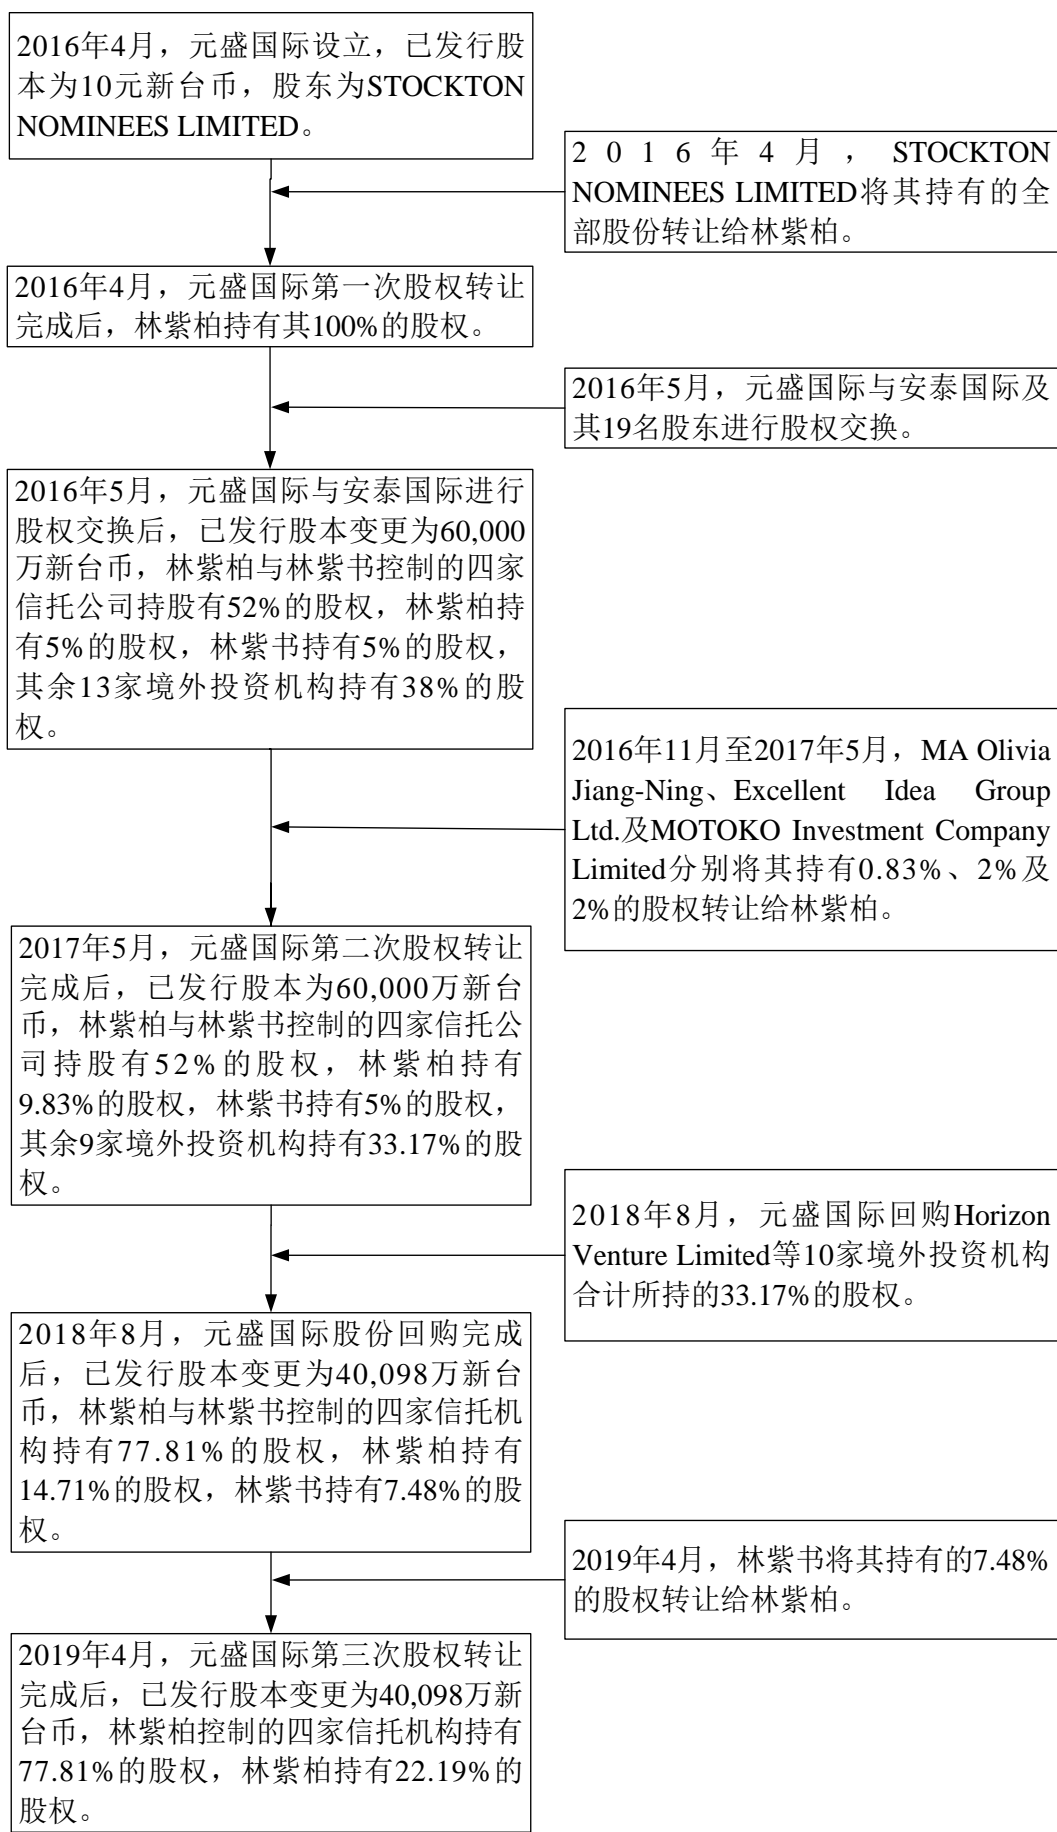 2016年4月，元盛国际设立，已发行股
本为10元新台币，股东为STOCKTON
NOMINEES LIMITED。
2016年4月，STOCKTON
NOMINEES LIMITED将其持有的全
部股份转让给林紫柏。
2016年4月，元盛国际第一次股权转让
完成后，林紫柏持有其100%的股权。
2016年5月，元盛国际与安泰国际及
其19名股东进行股权交换。
2016年5月，元盛国际与安泰国际进行
股权交换后，已发行股本变更为60,000
万新台币，林紫柏与林紫书控制的四家
信托公司持股有52%的股权，林紫柏持
有5%的股权，林紫书持有5%的股权，
其余13家境外投资机构持有38%的股
权。
2016年11月至2017年5月，MA Olivia
Jiang-Ning、Excellent Idea Group
Ltd.及MOTOKO Investment Company
Limited分别将其持有0.83%、2%及
2%的股权转让给林紫柏。
2017年5月，元盛国际第二次股权转让
完成后，已发行股本为60,000万新台
币，林紫柏与林紫书控制的四家信托公
司持股有52%的股权，林紫柏持有
9.83%的股权，林紫书持有5%的股权，
其余9家境外投资机构持有33.17%的股
权。
2018年8月，元盛国际回购Horizon
Venture Limited等10家境外投资机构
合计所持的33.17%的股权。
2018年8月，元盛国际股份回购完成
后，已发行股本变更为40,098万新台
币，林紫柏与林紫书控制的四家信托机
构持有77.81%的股权，林紫柏持有
14.71%的股权，林紫书持有7.48%的股
权。
2019年4月，林紫书将其持有的7.48%
的股权转让给林紫柏。
2019年4月，元盛国际第三次股权转让
完成后，已发行股本变更为40,098万新
台币，林紫柏控制的四家信托机构持有
77.81%的股权，林紫柏持有22.19%的
股权。